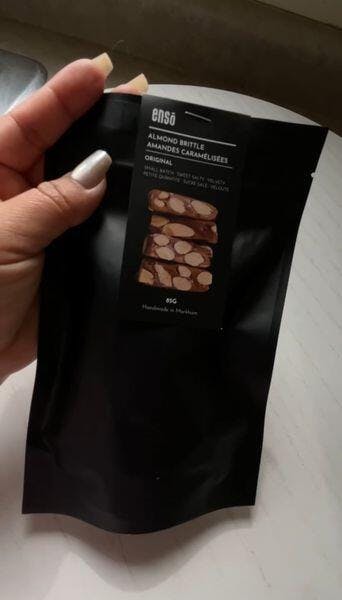 ensō
ALMOND BRITTLE
AMANDES CARAMÉLISÉES
ORIGINAL
SMALL BATCH · SWEET SALTY · VELVETY
PETITE QUANTITÉ · SUCRÉ SALÉ · VELOUTÉ
85G
Handmade in Markham